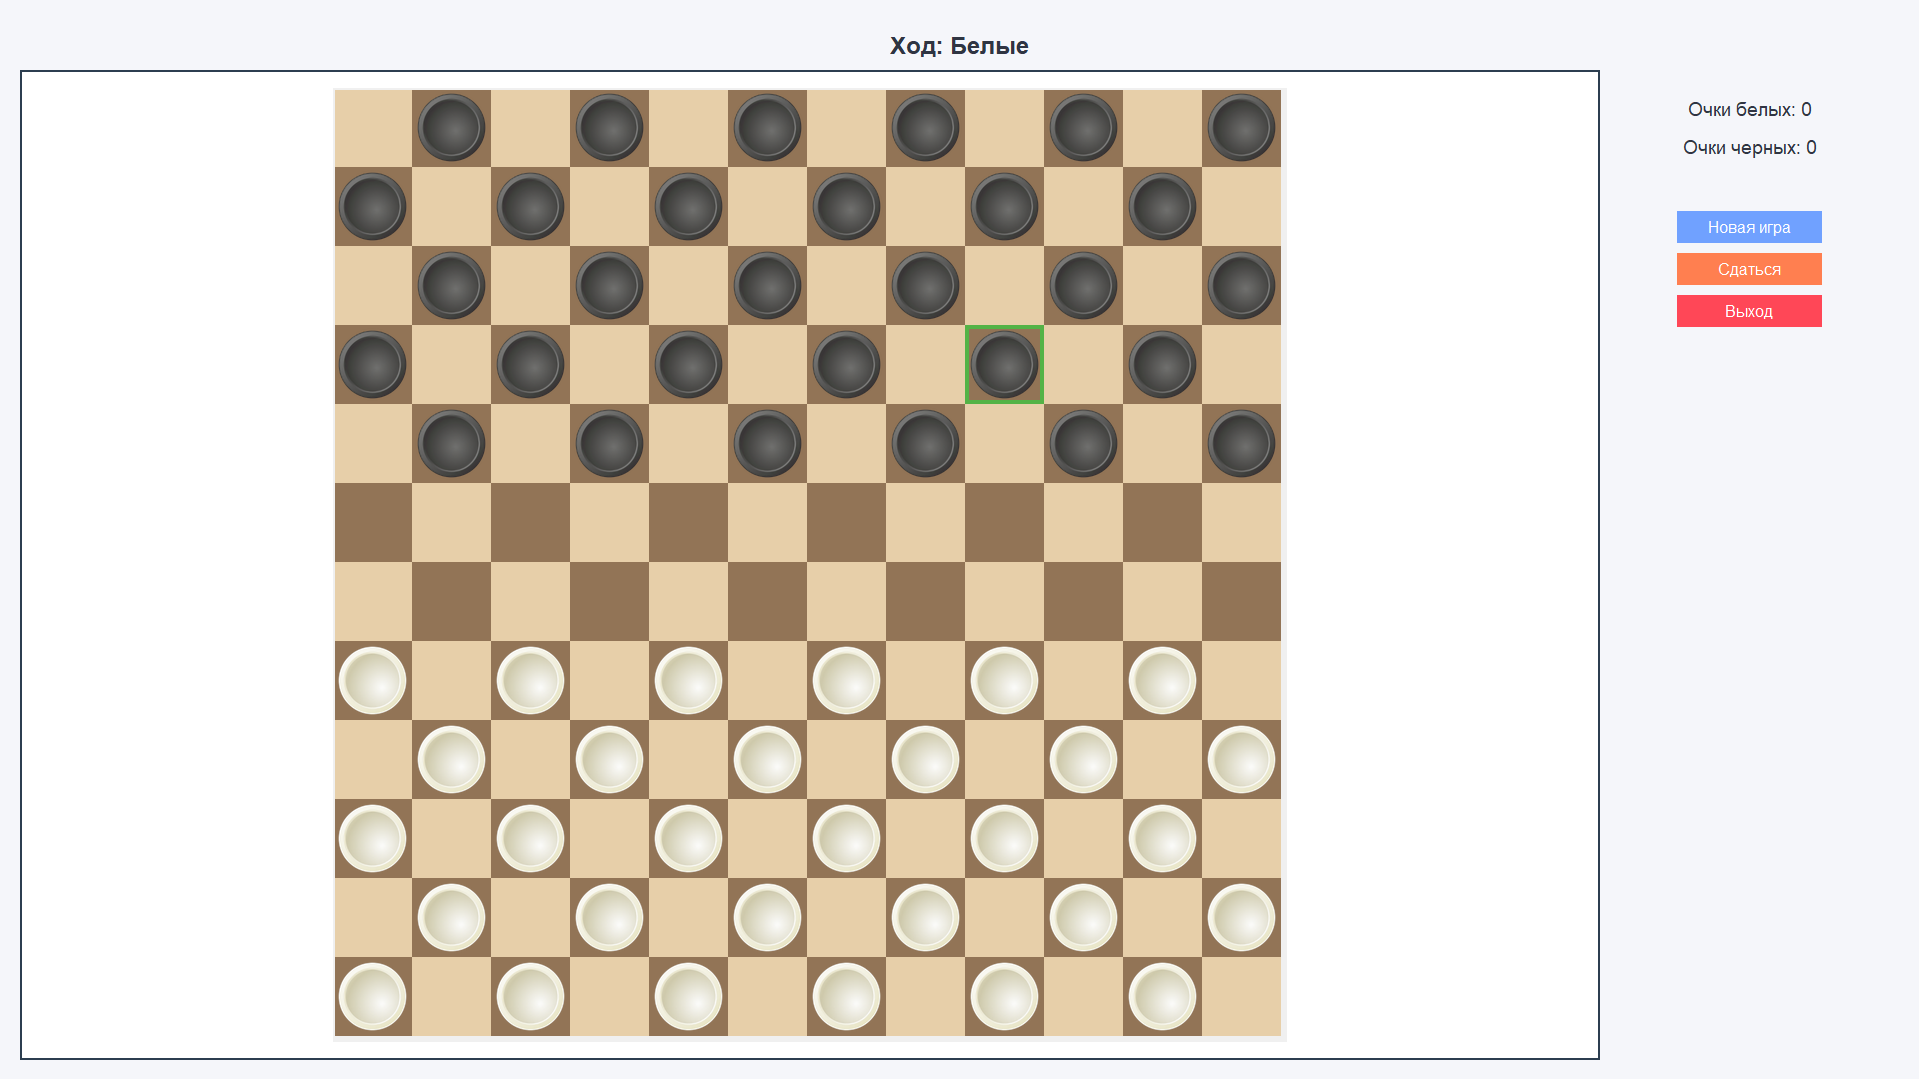 Ход: Белые
Очки белых: 0
Очки черных: 0
Новая игра
Сдаться
Выход